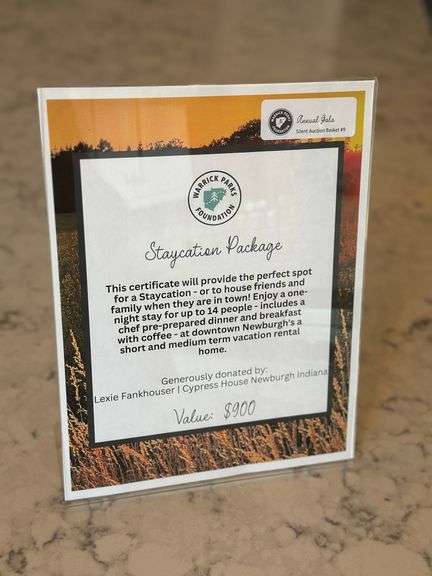 Annual Gala
Silent Auction Basket #9
WARRICK PARKS
FOUNDATION
WARRICK PARKS
FOUNDATION
Staycation Package
This certificate will provide the perfect spot
for a Staycation - or to house friends and
family when they are in town! Enjoy a one-
night stay for up to 14 people - includes a
chef pre-prepared dinner and breakfast
with coffee - at downtown Newburgh's a
short and medium term vacation rental
home.
Generously donated by:
Lexie Fankhouser | Cypress House Newburgh Indiana
Value: $900